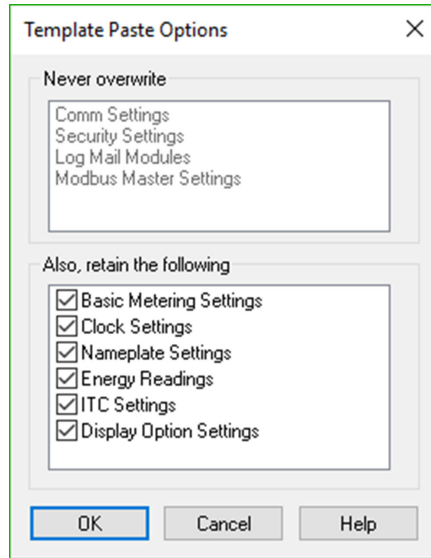 Template Paste Options
Never overwrite
Comm Settings
Security Settings
Log Mail Modules
Modbus Master Settings
Also, retain the following
Basic Metering Settings
Clock Settings
Nameplate Settings
Energy Readings
ITC Settings
Display Option Settings
OK Cancel Help